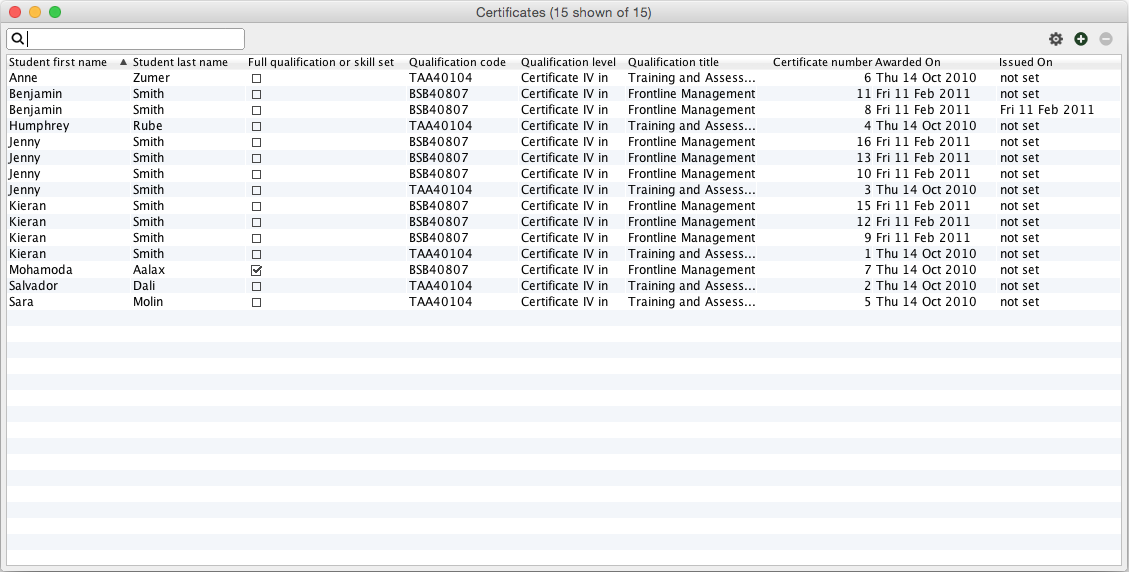 Certificates (15 shown of 15)
Student first name Student last name Full qualification or skill set Qualification code Qualification level Qualification title Certificate number Awarded On Issued On
Anne Zumer TAA40104 Certificate IV in Training and Assess... 6 Thu 14 Oct 2010 not set
Benjamin Smith BSB40807 Certificate IV in Frontline Management 11 Fri 11 Feb 2011 not set
Benjamin Smith BSB40807 Certificate IV in Frontline Management 8 Fri 11 Feb 2011 Fri 11 Feb 2011
Humphrey Rube TAA40104 Certificate IV in Training and Assess... 4 Thu 14 Oct 2010 not set
Jenny Smith BSB40807 Certificate IV in Frontline Management 16 Fri 11 Feb 2011 not set
Jenny Smith BSB40807 Certificate IV in Frontline Management 13 Fri 11 Feb 2011 not set
Jenny Smith BSB40807 Certificate IV in Frontline Management 10 Fri 11 Feb 2011 not set
Jenny Smith TAA40104 Certificate IV in Training and Assess... 3 Thu 14 Oct 2010 not set
Kieran Smith BSB40807 Certificate IV in Frontline Management 15 Fri 11 Feb 2011 not set
Kieran Smith BSB40807 Certificate IV in Frontline Management 12 Fri 11 Feb 2011 not set
Kieran Smith BSB40807 Certificate IV in Frontline Management 9 Fri 11 Feb 2011 not set
Kieran Smith TAA40104 Certificate IV in Training and Assess... 1 Thu 14 Oct 2010 not set
Mohamoda Aalax BSB40807 Certificate IV in Frontline Management 7 Thu 14 Oct 2010 not set
Salvador Dali TAA40104 Certificate IV in Training and Assess... 2 Thu 14 Oct 2010 not set
Sara Molin TAA40104 Certificate IV in Training and Assess... 5 Thu 14 Oct 2010 not set